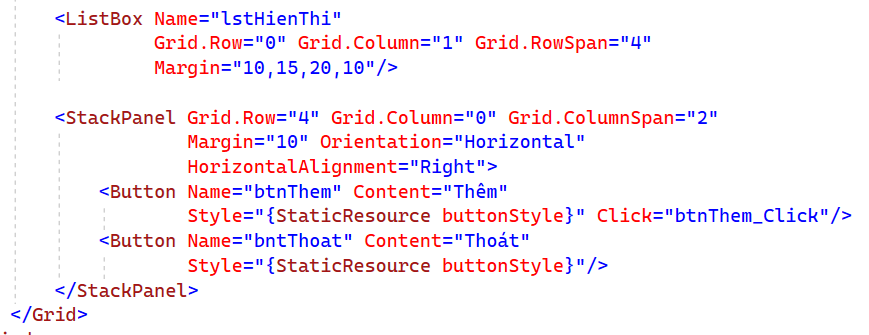 <ListBox Name="lstHienThi"
Grid.Row="0" Grid.Column="1" Grid.RowSpan="4"
Margin="10,15,20,10"/>
<StackPanel Grid.Row="4" Grid.Column="0" Grid.ColumnSpan="2"
Margin="10" Orientation="Horizontal"
HorizontalAlignment="Right">
<Button Name="btnThem" Content="Thêm"
Style="{StaticResource buttonStyle}" Click="btnThem_Click"/>
<Button Name="bntThoat" Content="Thoát"
Style="{StaticResource buttonStyle}"/>
</StackPanel>
</Grid>